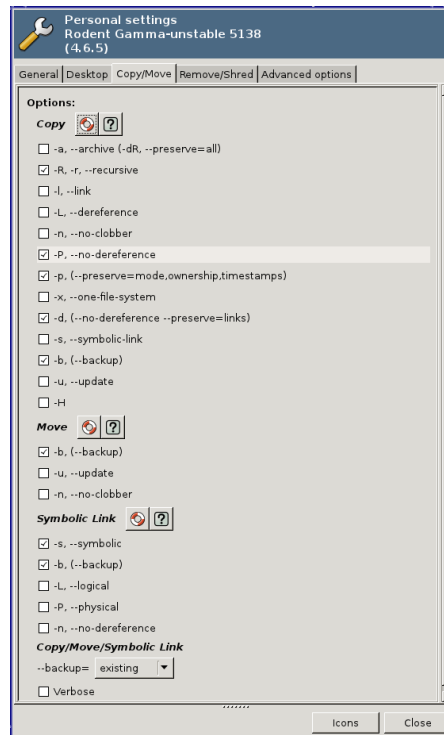 Personal settings
Rodent Gamma-unstable 5138
(4.6.5)
General Desktop Copy/Move Remove/Shred Advanced options
Options:
Copy
-a, --archive (-dR, --preserve=all)
-R, -r, --recursive
-l, --link
-L, --dereference
-n, --no-clobber
-P, --no-dereference
-p, (--preserve=mode,ownership,timestamps)
-x, --one-file-system
-d, (--no-dereference --preserve=links)
-s, --symbolic-link
-b, (--backup)
-u, --update
-H
Move
-b, (--backup)
-u, --update
-n, --no-clobber
Symbolic Link
-s, --symbolic
-b, (--backup)
-L, --logical
-P, --physical
-n, --no-dereference
Copy/Move/Symbolic Link
--backup= existing
Verbose
Icons Close